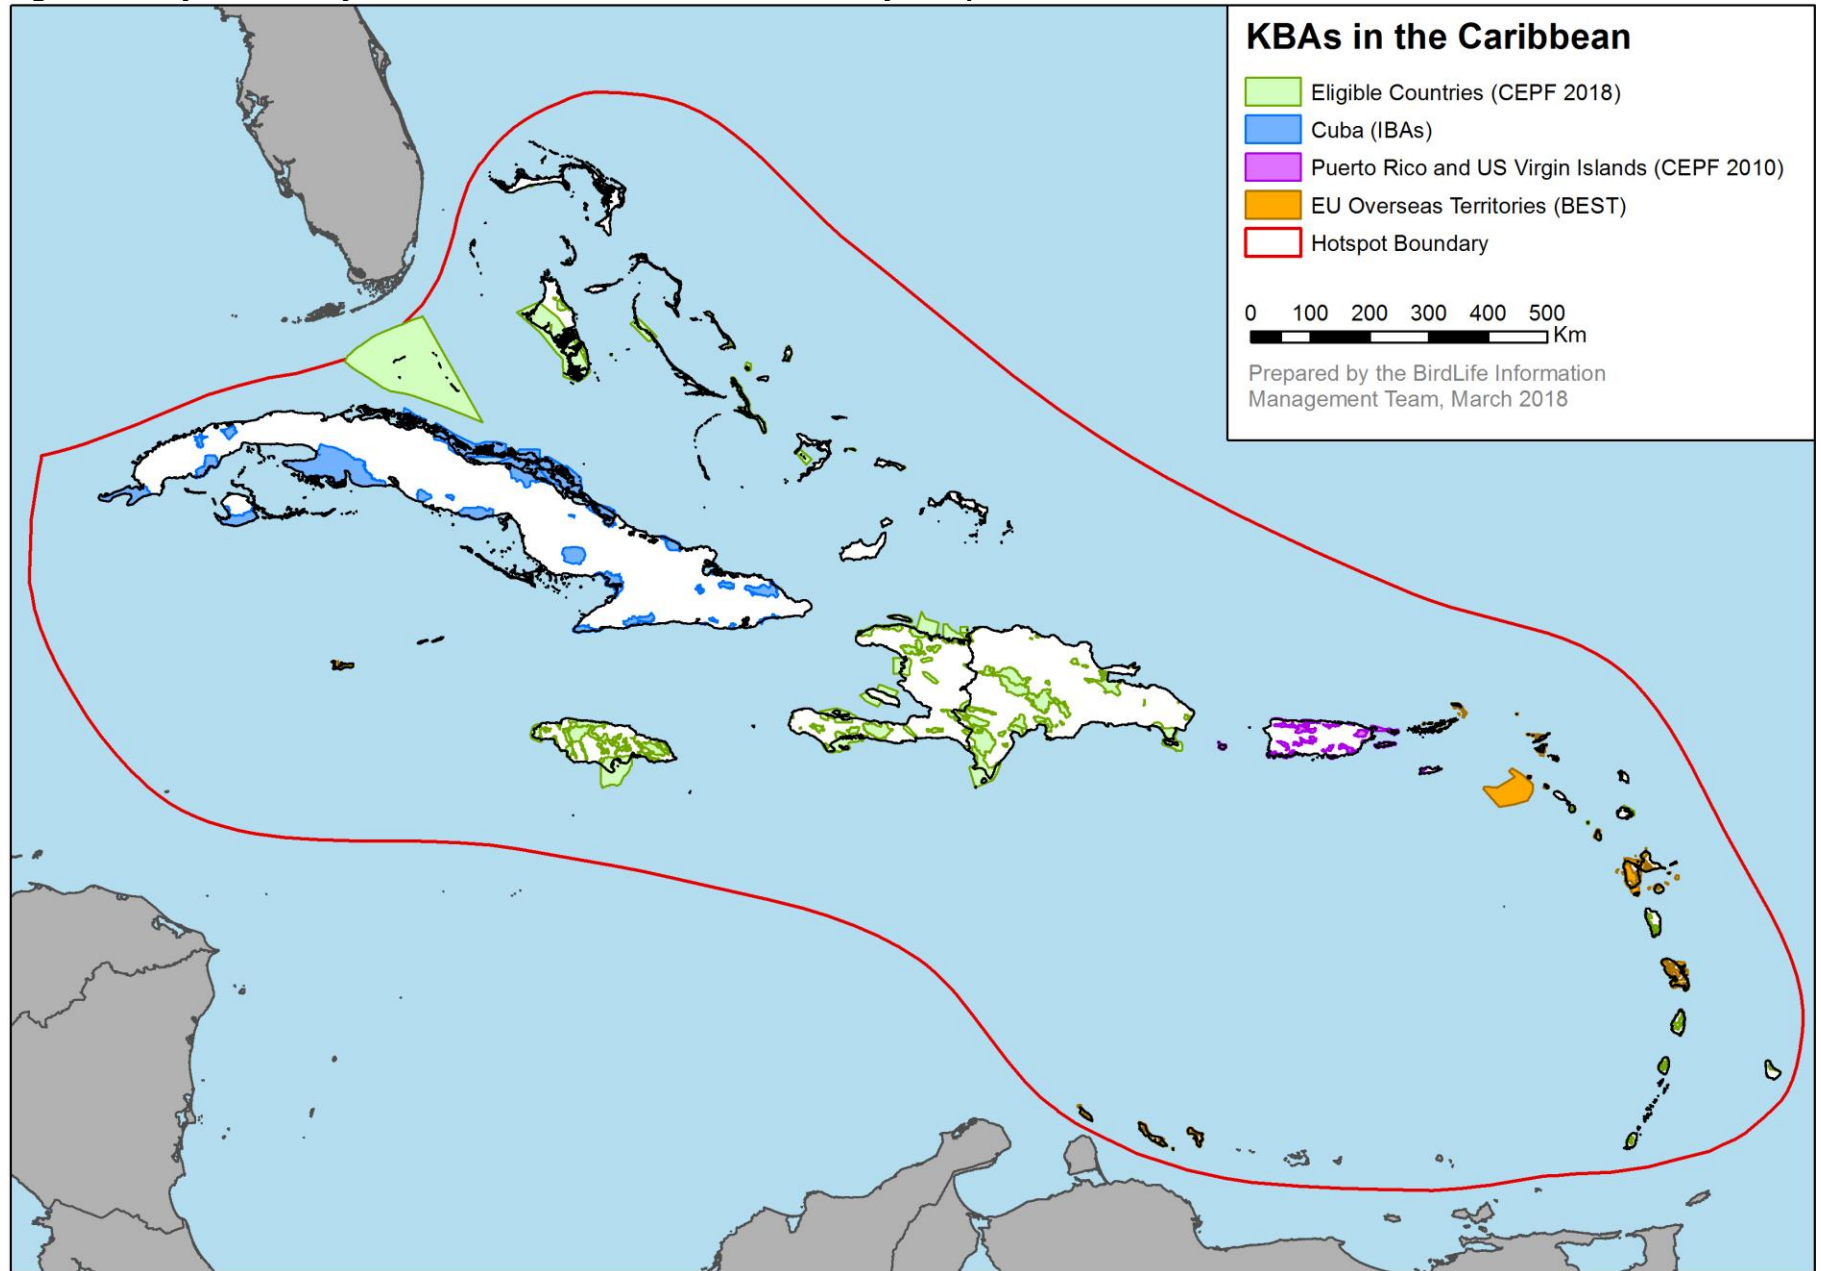 KBAs in the Caribbean
Eligible Countries (CEPF 2018)
Cuba (IBAs)
Puerto Rico and US Virgin Islands (CEPF 2010)
EU Overseas Territories (BEST)
Hotspot Boundary
0 100 200 300 400 500
Km
Prepared by the BirdLife Information
Management Team, March 2018